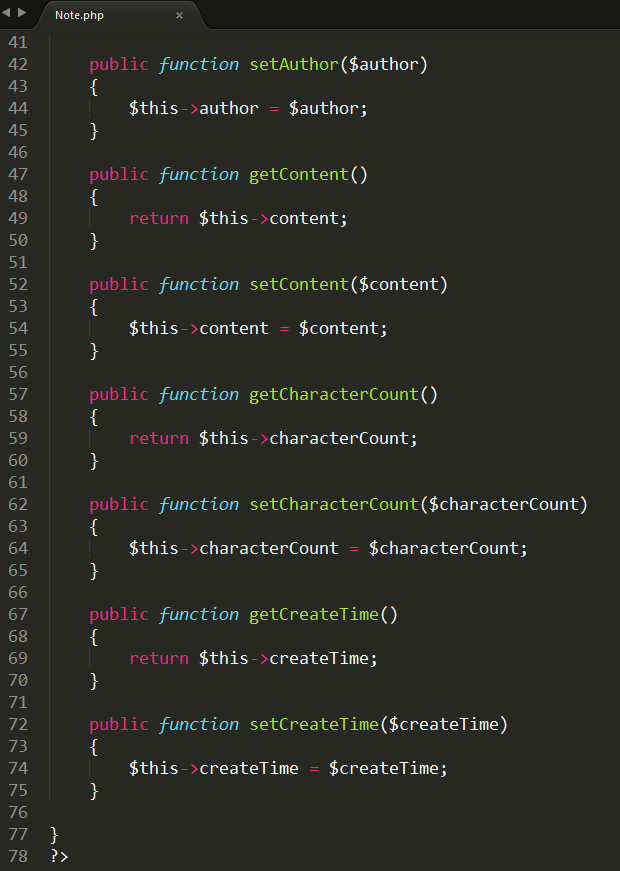 Note.php ×
41
42     public function setAuthor($author)
43     {
44         $this->author = $author;
45     }
46
47     public function getContent()
48     {
49         return $this->content;
50     }
51
52     public function setContent($content)
53     {
54         $this->content = $content;
55     }
56
57     public function getCharacterCount()
58     {
59         return $this->characterCount;
60     }
61
62     public function setCharacterCount($characterCount)
63     {
64         $this->characterCount = $characterCount;
65     }
66
67     public function getCreateTime()
68     {
69         return $this->createTime;
70     }
71
72     public function setCreateTime($createTime)
73     {
74         $this->createTime = $createTime;
75     }
76
77 }
78 ?>